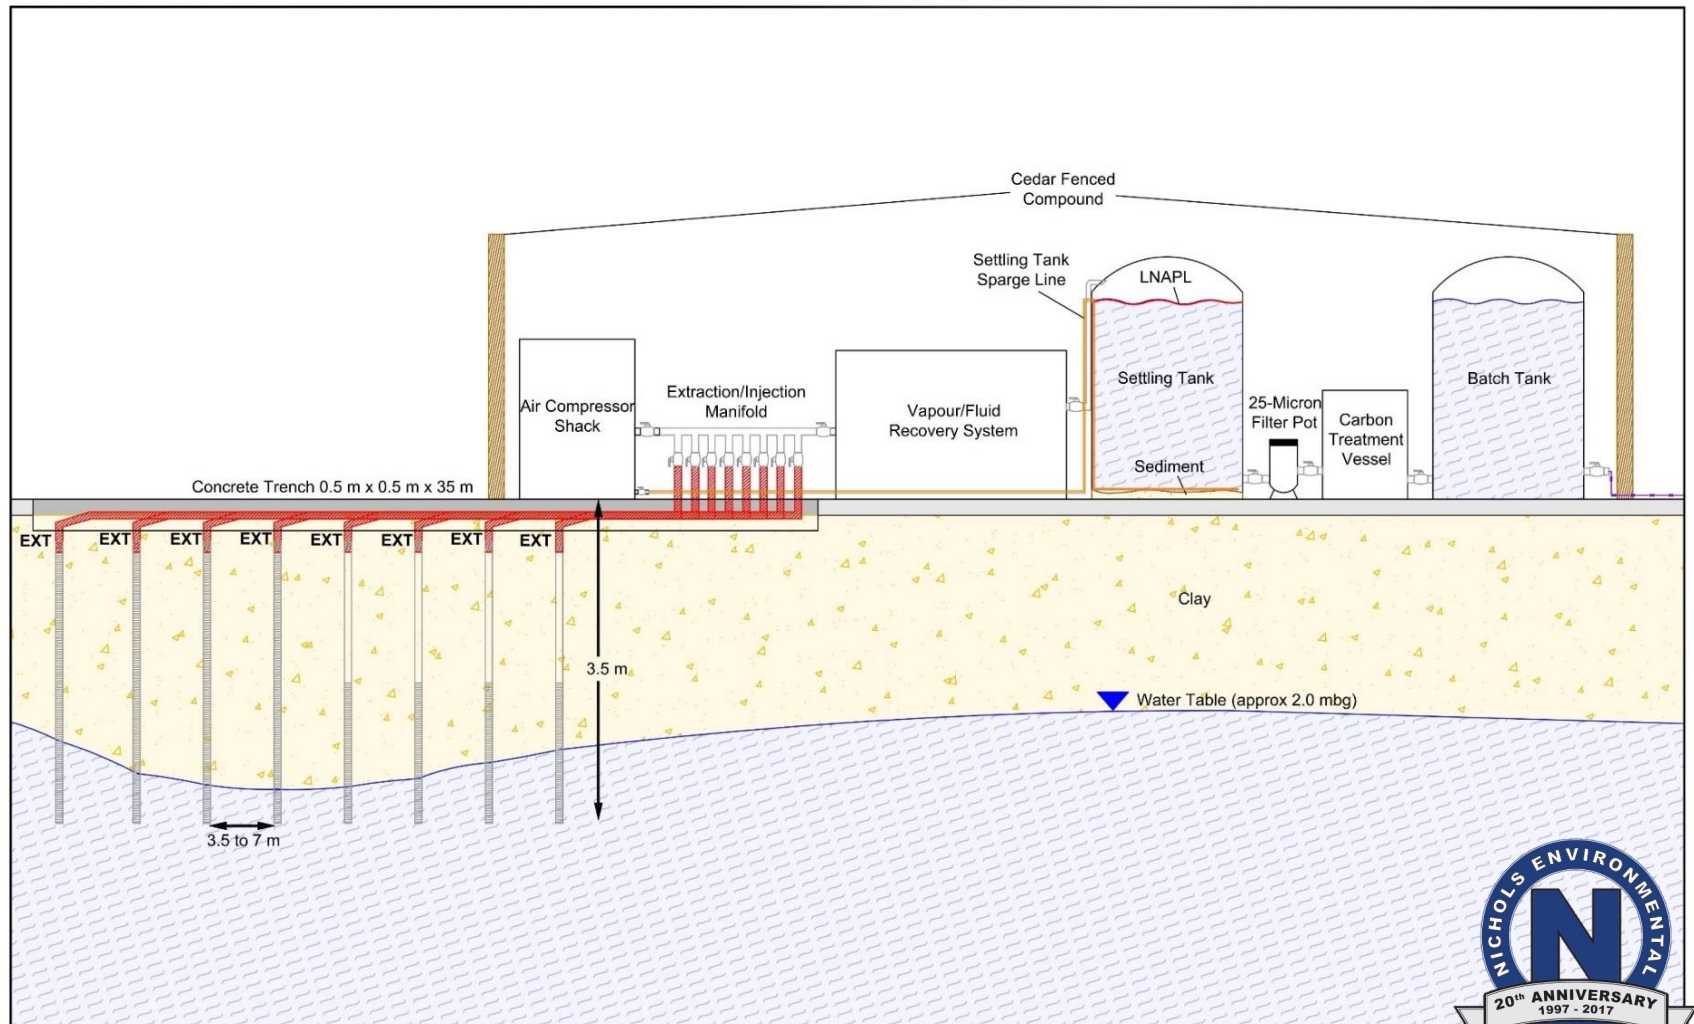 Cedar Fenced
Compound
Settling Tank
Sparge Line
LNAPL
Settling Tank
Batch Tank
Extraction/Injection
Manifold
Air Compressor
Shack
Vapour/Fluid
Recovery System
25-Micron
Filter Pot
Carbon
Treatment
Vessel
Sediment
Concrete Trench 0.5 m x 0.5 m x 35 m
EXT
EXT
EXT
EXT
EXT
EXT
EXT
EXT
Clay
3.5 m
Water Table (approx 2.0 mbg)
3.5 to 7 m
NICHOLS ENVIRONMENTAL
N
20th ANNIVERSARY
1997 - 2017